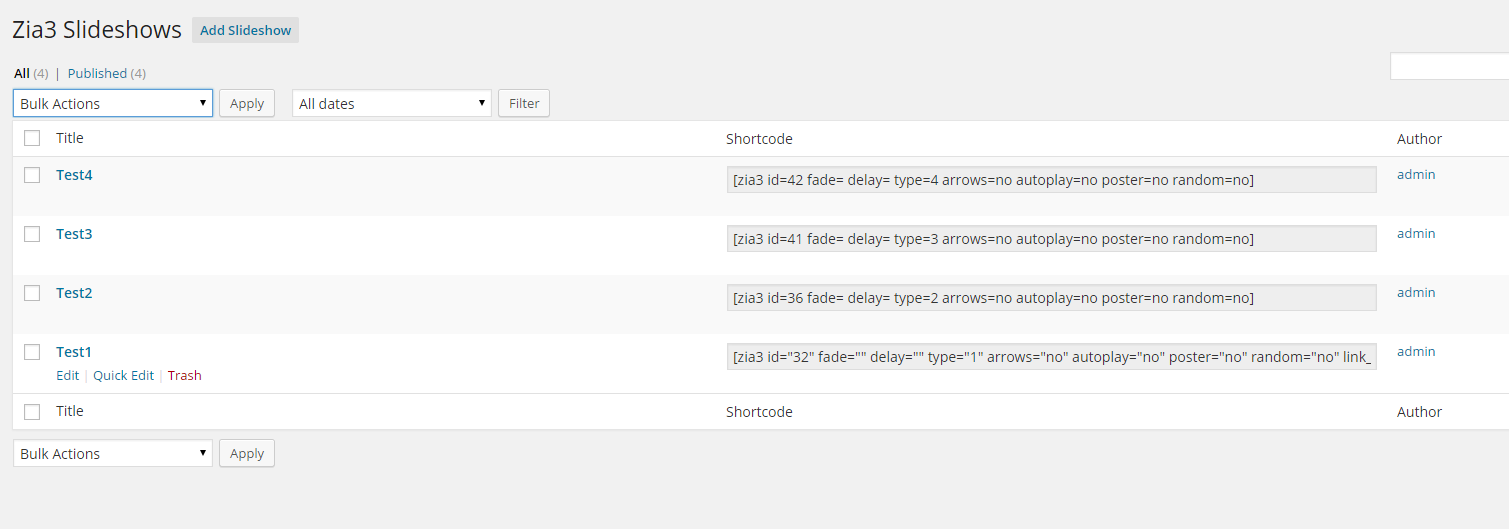 Zia3 Slideshows Add Slideshow
All (4) | Published (4)
Bulk Actions Apply All dates Filter
Title Shortcode Author
Test4 [zia3 id=42 fade= delay= type=4 arrows=no autoplay=no poster=no random=no] admin
Test3 [zia3 id=41 fade= delay= type=3 arrows=no autoplay=no poster=no random=no] admin
Test2 [zia3 id=36 fade= delay= type=2 arrows=no autoplay=no poster=no random=no] admin
Test1 [zia3 id="32" fade="" delay="" type="1" arrows="no" autoplay="no" poster="no" random="no" link_ admin
Edit | Quick Edit | Trash
Title Shortcode Author
Bulk Actions Apply